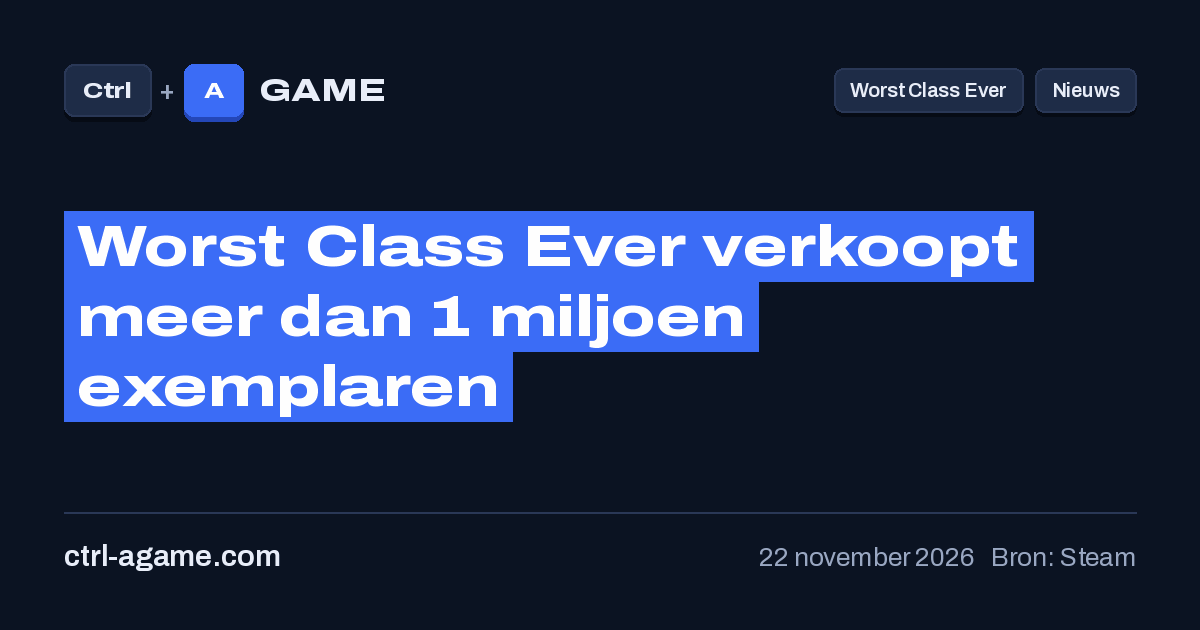 Ctrl + A GAME
Worst Class Ever
Nieuws
Worst Class Ever verkoopt
meer dan 1 miljoen
exemplaren
ctrl-agame.com
22 november 2026 Bron: Steam